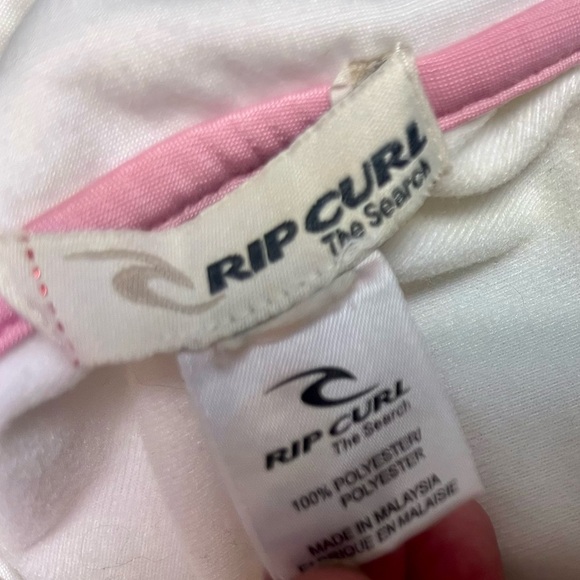 RIP CURL
The Search
RIP CURL
The Search
100% POLYESTER/
POLYESTER
MADE IN MALAYSIA
FABRIQUE EN MALAISIE